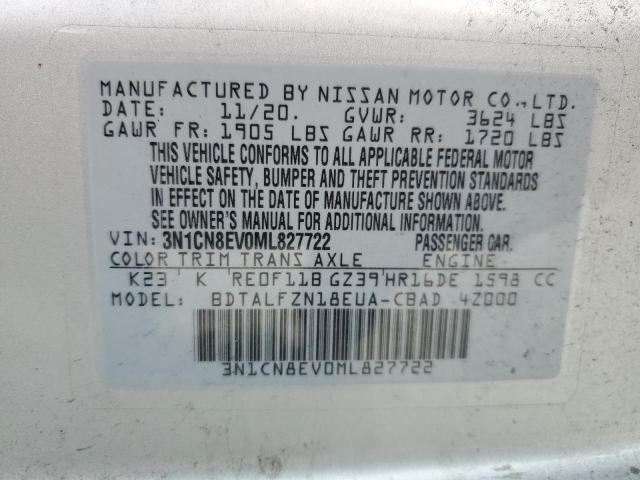 MANUFACTURED BY NISSAN MOTOR CO.,LTD.
DATE: 11/20. GVWR: 3624 LBS
GAWR FR: 1905 LBS GAWR RR: 1720 LBS
THIS VEHICLE CONFORMS TO ALL APPLICABLE FEDERAL MOTOR
VEHICLE SAFETY, BUMPER AND THEFT PREVENTION STANDARDS
IN EFFECT ON THE DATE OF MANUFACTURE SHOWN ABOVE.
SEE OWNER'S MANUAL FOR ADDITIONAL INFORMATION.
VIN: 3N1CN8EV0ML827722 PASSENGER CAR.
COLOR TRIM TRANS AXLE ENGINE
K23 K RE0F11B GZ39 HR16DE 1598 CC
MODEL: BDTALFZN18EUA-CBAD 4Z000
3N1CN8EV0ML827722